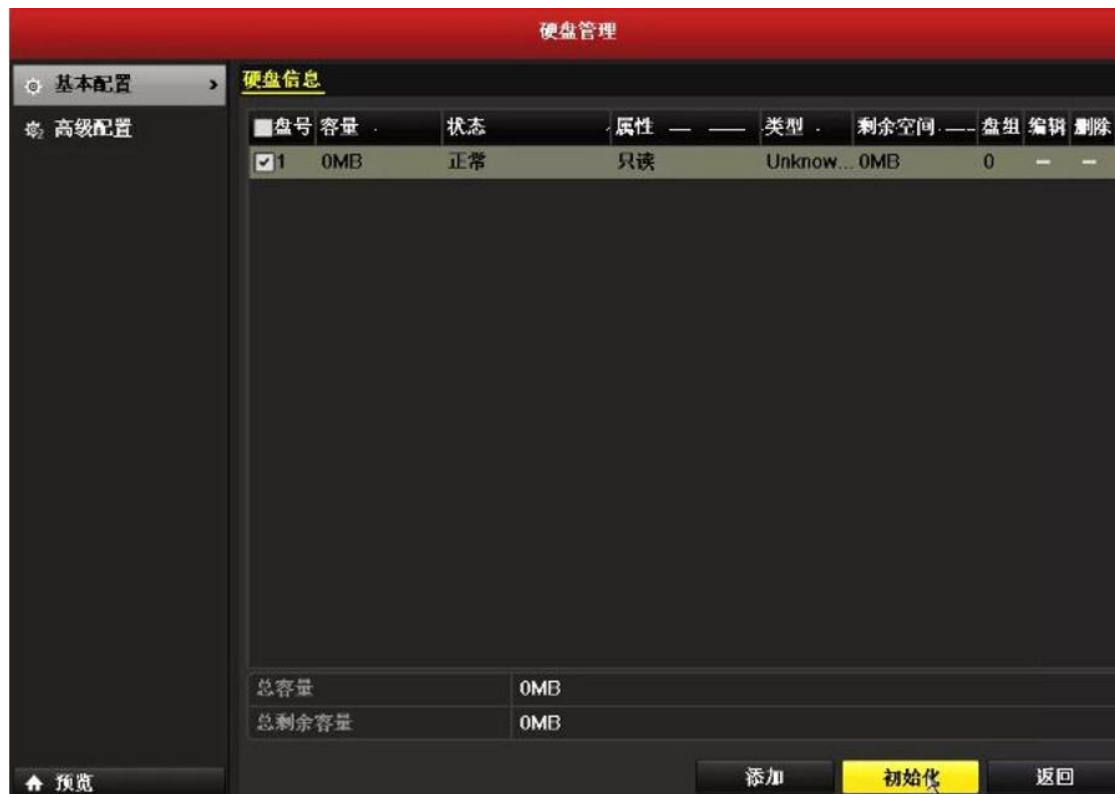 硬盘管理
基本配置
高级配置
硬盘信息
盘号 容量 状态 属性 类型 剩余空间 盘组 编辑 删除
1 0MB 正常 只读 Unknow... 0MB 0 — —
总容量 0MB
总剩余容量 0MB
预览
添加 初始化 返回